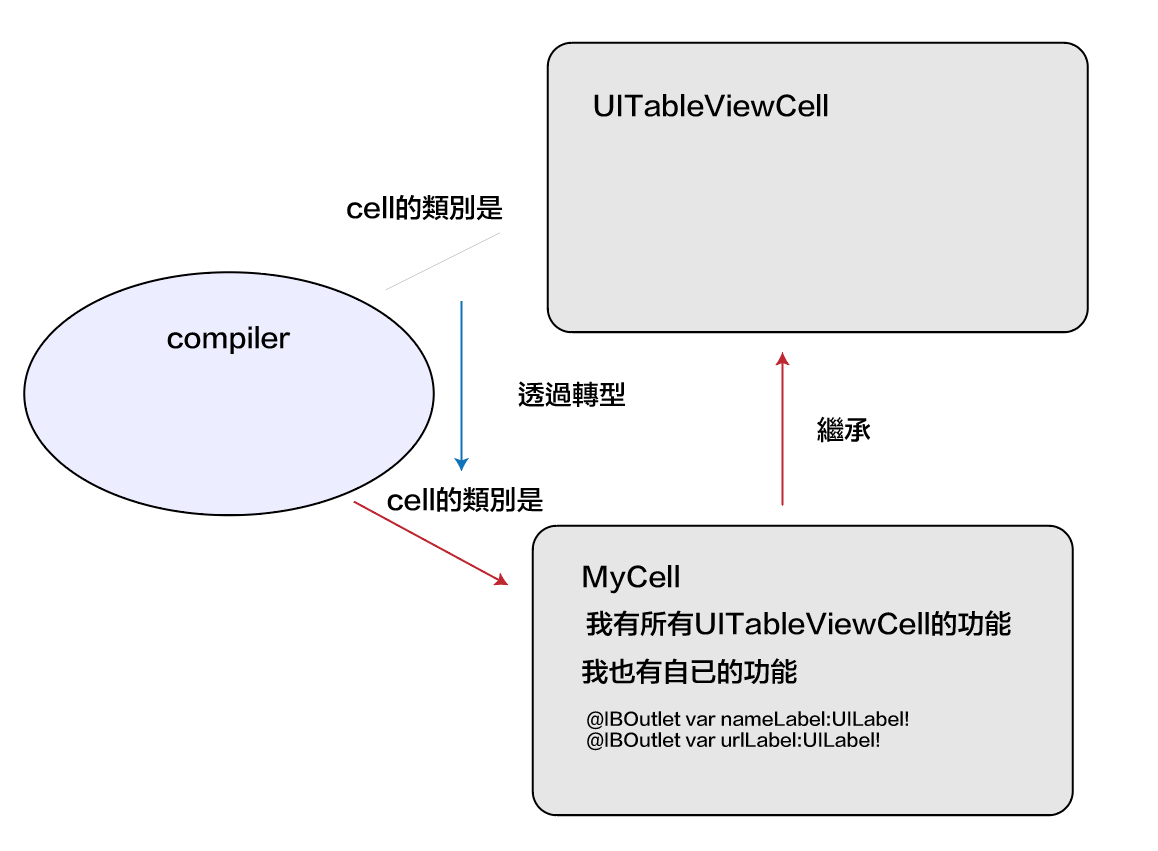 UITableViewCell
cell的類別是
compiler
透過轉型
繼承
cell的類別是
MyCell
我有所有UITableViewCell的功能
我也有自已的功能
@IBOutlet var nameLabel:UILabel!
@IBOutlet var urlLabel:UILabel!